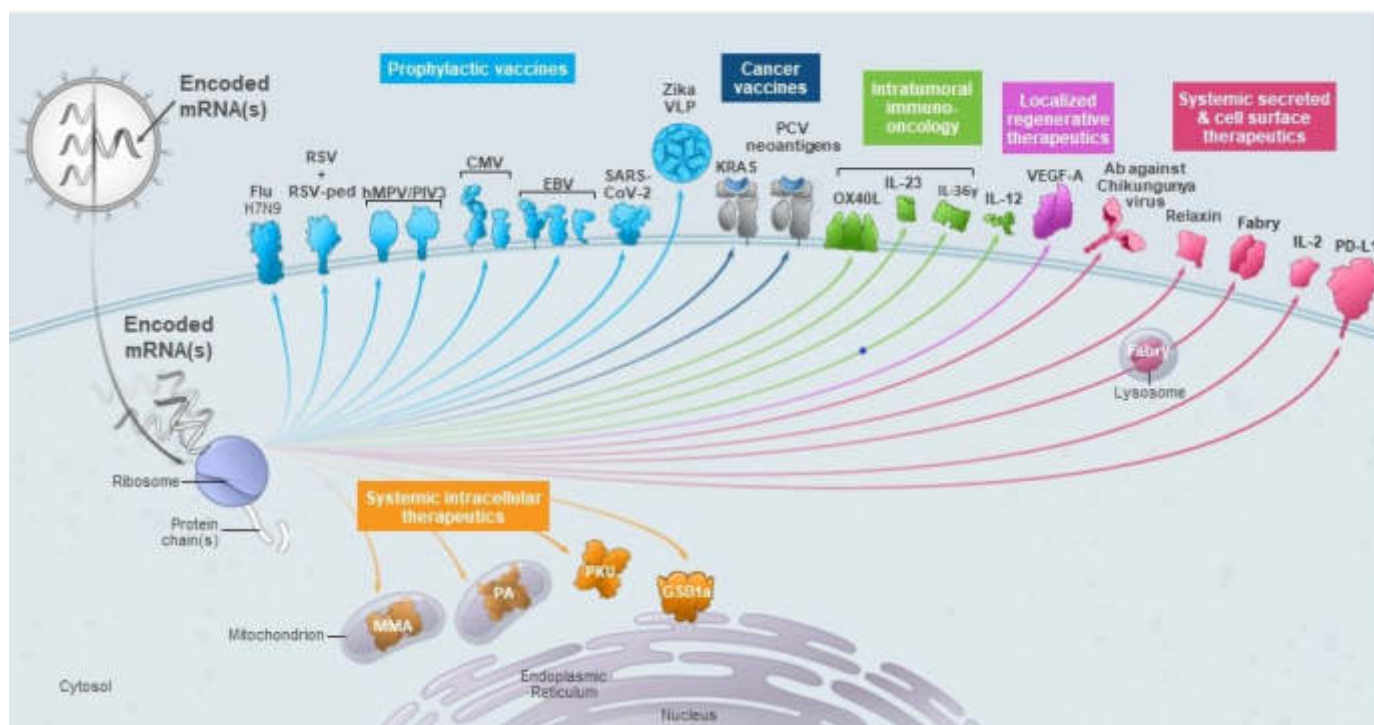 Encoded
mRNA(s)
Prophylactic vaccines
Cancer
vaccines
Intratumoral
immuno-
oncology
Localized
regenerative
therapeutics
Systemic secreted
& cell surface
therapeutics
Flu
H7N9
RSV
+
RSV-ped
hMPV/PIV3
CMV
EBV
SARS-
CoV-2
Zika
VLP
KRAS
PCV
neoantigens
OX40L
IL-23
IL-36γ
IL-12
VEGF-A
Ab against
Chikungunya
virus
Relaxin
Fabry
IL-2
PD-L1
Encoded
mRNA(s)
Fabry
Lysosome
Ribosome
Protein
chain(s)
Systemic intracellular
therapeutics
MMA
PA
PKU
GSD1a
Mitochondrion
Endoplasmic
Reticulum
Nucleus
Cytosol